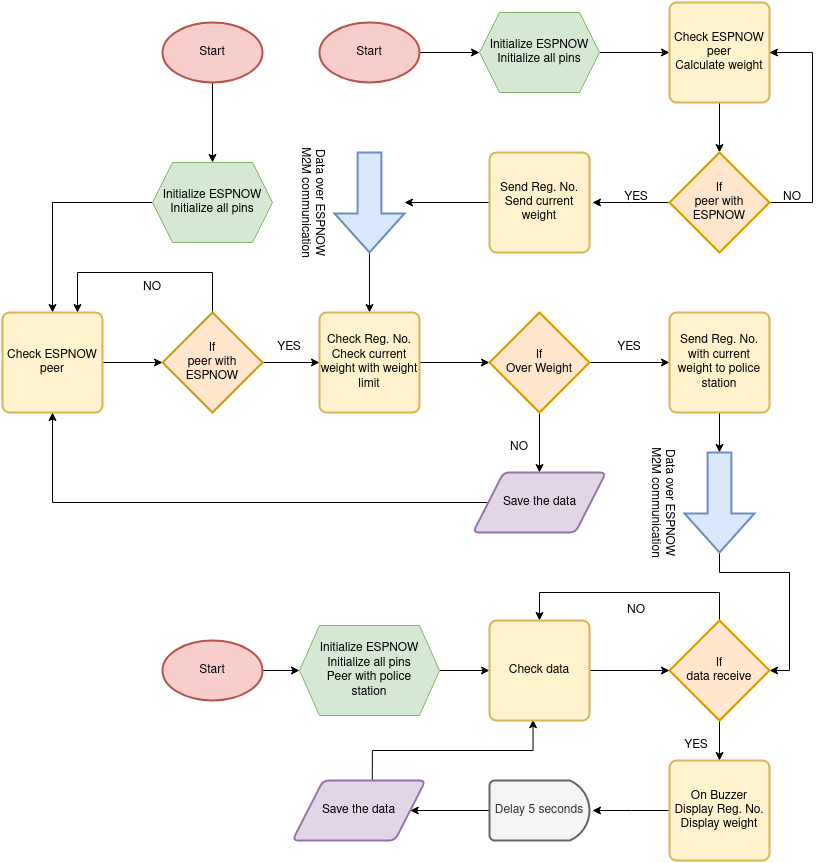 Start
Start
Initialize ESPNOW
Initialize all pins
Check ESPNOW
peer
Calculate weight
Initialize ESPNOW
Initialize all pins
Data over ESPNOW
M2M communication
Send Reg. No.
Send current
weight
YES
If
peer with
ESPNOW
NO
NO
Check ESPNOW
peer
If
peer with
ESPNOW
YES
Check Reg. No.
Check current
weight with weight
limit
If
Over Weight
YES
Send Reg. No.
with current
weight to police
station
NO
Save the data
Data over ESPNOW
M2M communication
NO
Start
Initialize ESPNOW
Initialize all pins
Peer with police
station
Check data
If
data receive
YES
Save the data
Delay 5 seconds
On Buzzer
Display Reg. No.
Display weight